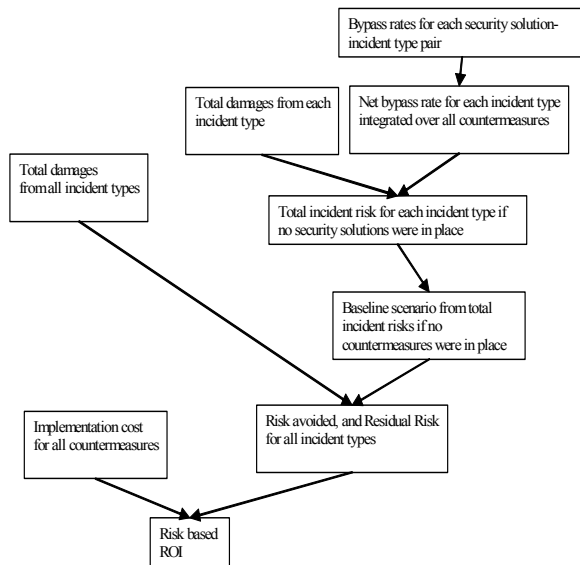 Bypass rates for each security solution-
incident type pair
Total damages from each
incident type
Net bypass rate for each incident type
integrated over all countermeasures
Total damages
from all incident types
Total incident risk for each incident type if
no security solutions were in place
Baseline scenario from total
incident risks if no
countermeasures were in place
Implementation cost
for all countermeasures
Risk avoided, and Residual Risk
for all incident types
Risk based
ROI